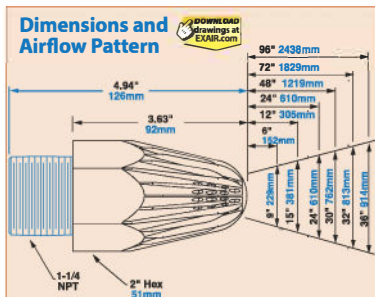 Dimensions and
Airflow Pattern
DOWNLOAD
drawings at
EXAIR.com
96" 2438mm
72" 1829mm
48" 1219mm
24" 610mm
12" 305mm
6"
152mm
4.94"
126mm
3.63"
92mm
9" 229mm
15" 381mm
24" 610mm
30" 762mm
32" 813mm
36" 914mm
1-1/4
NPT
2" Hex
51mm